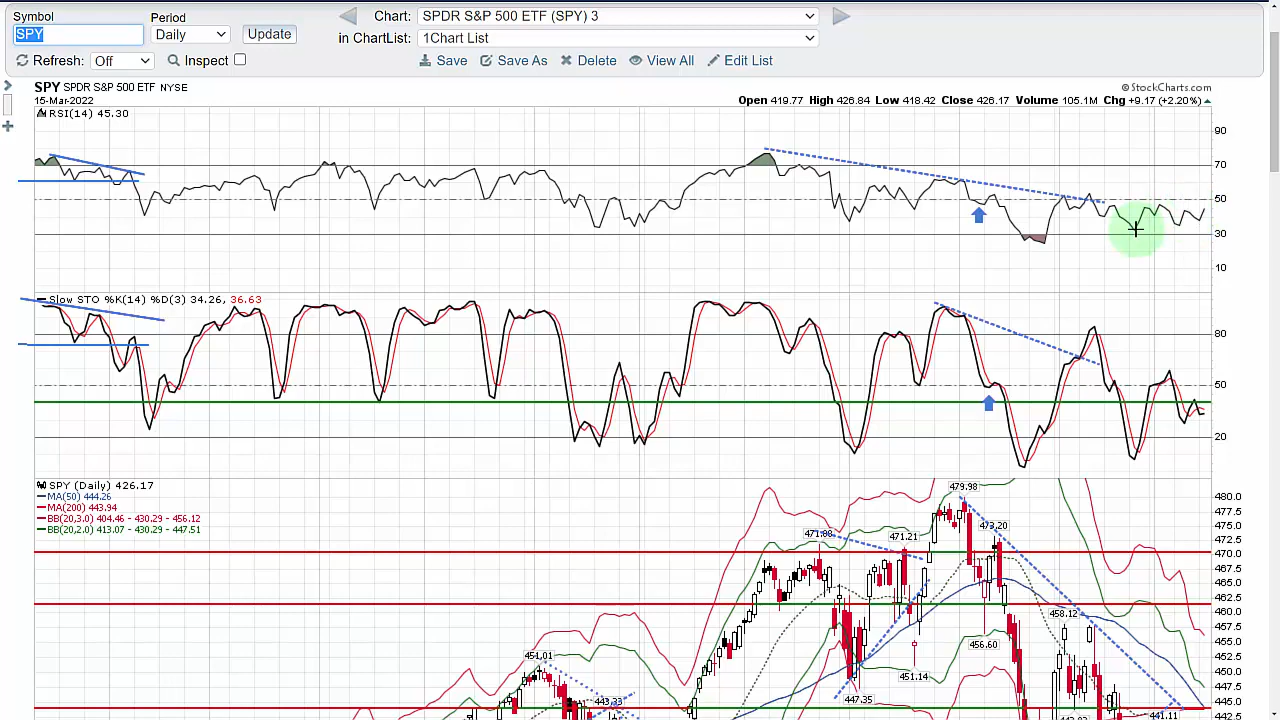 Symbol
Period
Chart: SPDR S&P 500 ETF (SPY) 3
SPY
Daily
Update
in ChartList: 1Chart List
Refresh: Off
Inspect
Save
Save As
Delete
View All
Edit List
SPY SPDR S&P 500 ETF NYSE
© StockCharts.com
15-Mar-2022
Open 419.77 High 426.84 Low 418.42 Close 426.17 Volume 105.1M Chg +9.17 (+2.20%)
RSI(14) 45.30
90
70
50
30
10
Slow STO %K(14) %D(3) 34.26, 36.63
80
50
20
SPY (Daily) 426.17
MA(50) 444.26
MA(200) 443.94
BB(20,3.0) 404.46 - 430.29 - 456.12
BB(20,2.0) 413.07 - 430.29 - 447.51
479.98
473.20
471.21
458.12
456.60
451.14
451.01
447.35
441.11
480.0
477.5
475.0
472.5
470.0
467.5
465.0
462.5
460.0
457.5
455.0
452.5
450.0
447.5
445.0
442.5